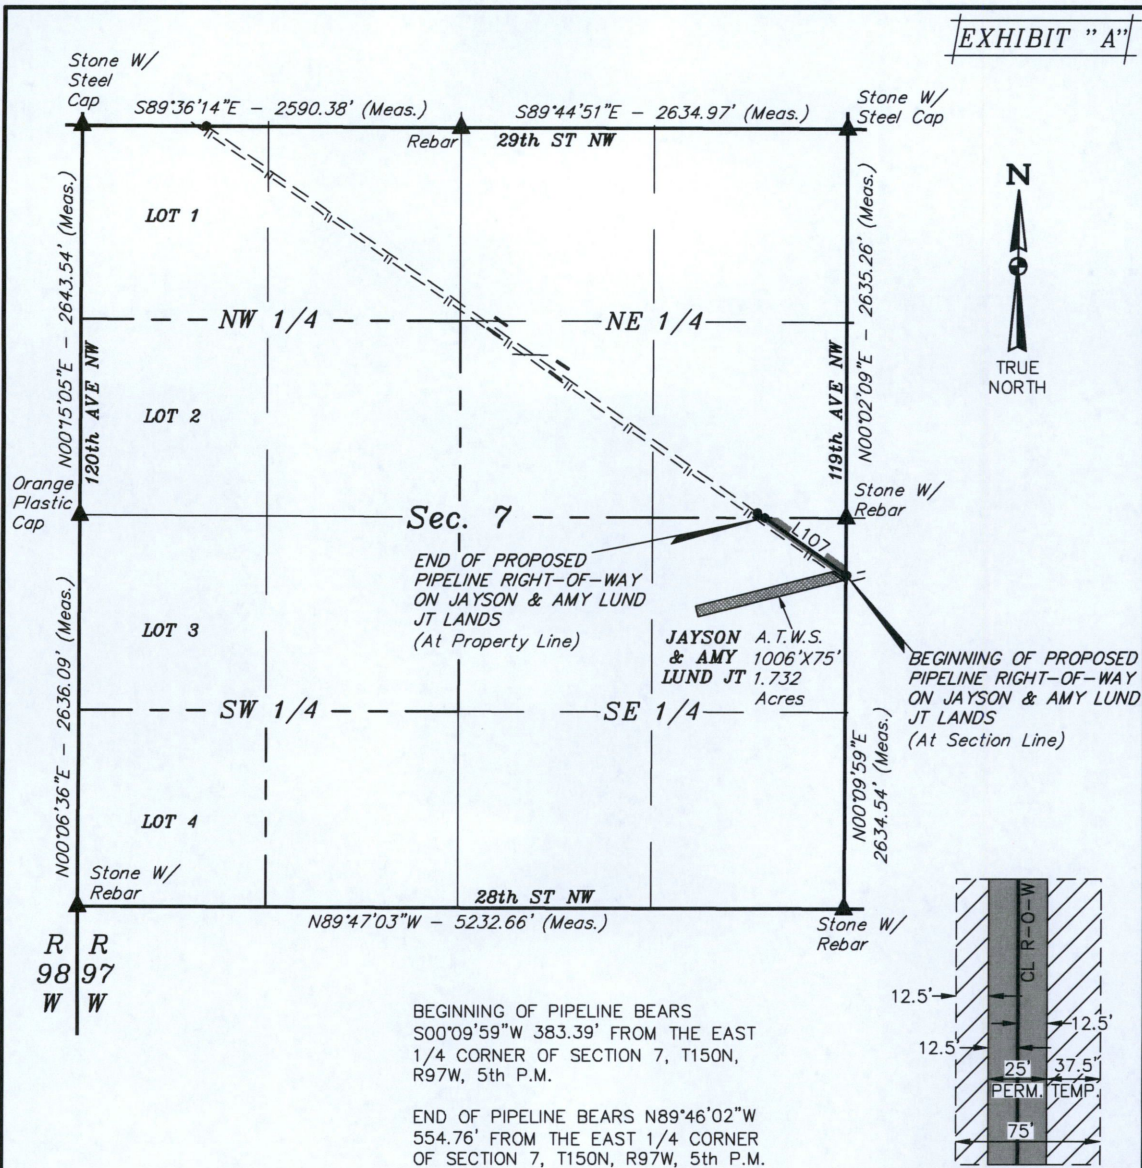 EXHIBIT "A"
Stone W/
Steel
Cap
S89°36'14"E - 2590.38' (Meas.)
S89°44'51"E - 2634.97' (Meas.)
Stone W/
Steel Cap
Rebar
29th ST NW
N
TRUE
NORTH
LOT 1
N00°15'05"E - 2643.54' (Meas.)
120th AVE NW
NW 1/4
NE 1/4
N00°02'09"E - 2635.26' (Meas.)
119th AVE NW
LOT 2
Orange
Plastic
Cap
Sec. 7
Stone W/
Rebar
L107
END OF PROPOSED
PIPELINE RIGHT-OF-WAY
ON JAYSON & AMY LUND
JT LANDS
(At Property Line)
LOT 3
N00°06'36"E - 2636.09' (Meas.)
JAYSON
& AMY
LUND JT
A.T.W.S.
1006'X75'
1.732
Acres
BEGINNING OF PROPOSED
PIPELINE RIGHT-OF-WAY
ON JAYSON & AMY LUND
JT LANDS
(At Section Line)
SW 1/4
SE 1/4
N00°09'59"E
2634.54' (Meas.)
LOT 4
Stone W/
Rebar
28th ST NW
N89°47'03"W - 5232.66' (Meas.)
Stone W/
Rebar
R R
98 97
W W
BEGINNING OF PIPELINE BEARS
S00°09'59"W 383.39' FROM THE EAST
1/4 CORNER OF SECTION 7, T150N,
R97W, 5th P.M.
END OF PIPELINE BEARS N89°46'02"W
554.76' FROM THE EAST 1/4 CORNER
OF SECTION 7, T150N, R97W, 5th P.M.
CL R-O-W
12.5'
12.5'
12.5'
25' 37.5'
PERM. TEMP.
75'